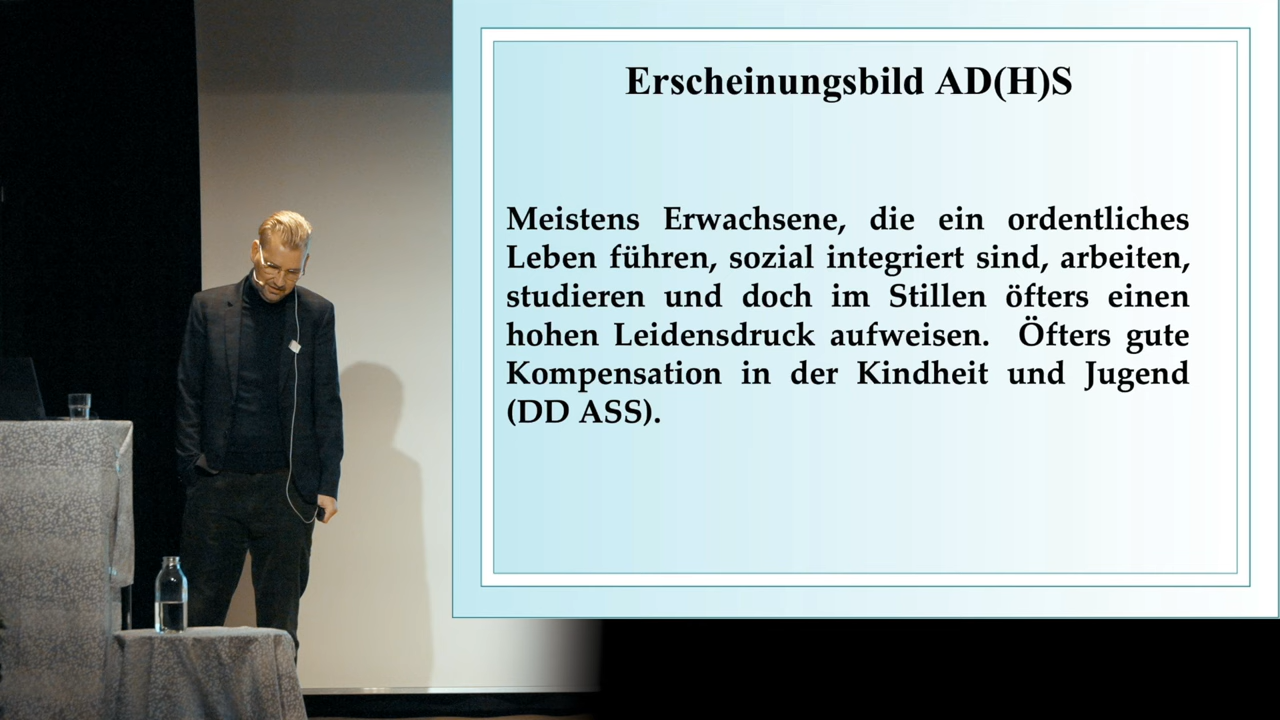 Erscheinungsbild AD(H)S
Meistens Erwachsene, die ein ordentliches
Leben führen, sozial integriert sind, arbeiten,
studieren und doch im Stillen öfters einen
hohen Leidensdruck aufweisen. Öfters gute
Kompensation in der Kindheit und Jugend
(DD ASS).